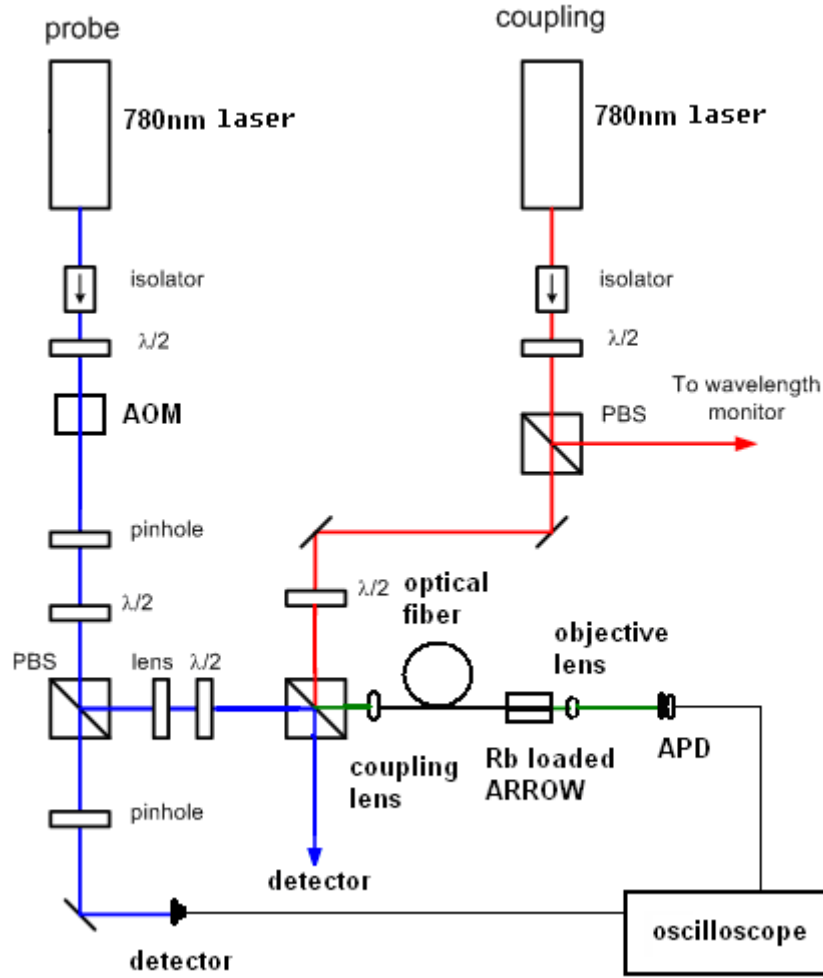 probe
coupling
780nm laser
780nm laser
isolator
isolator
λ/2
λ/2
AOM
PBS
To wavelength
monitor
pinhole
λ/2
λ/2
optical
fiber
objective
lens
PBS
lens
λ/2
coupling
lens
Rb loaded
ARROW
APD
pinhole
detector
detector
oscilloscope